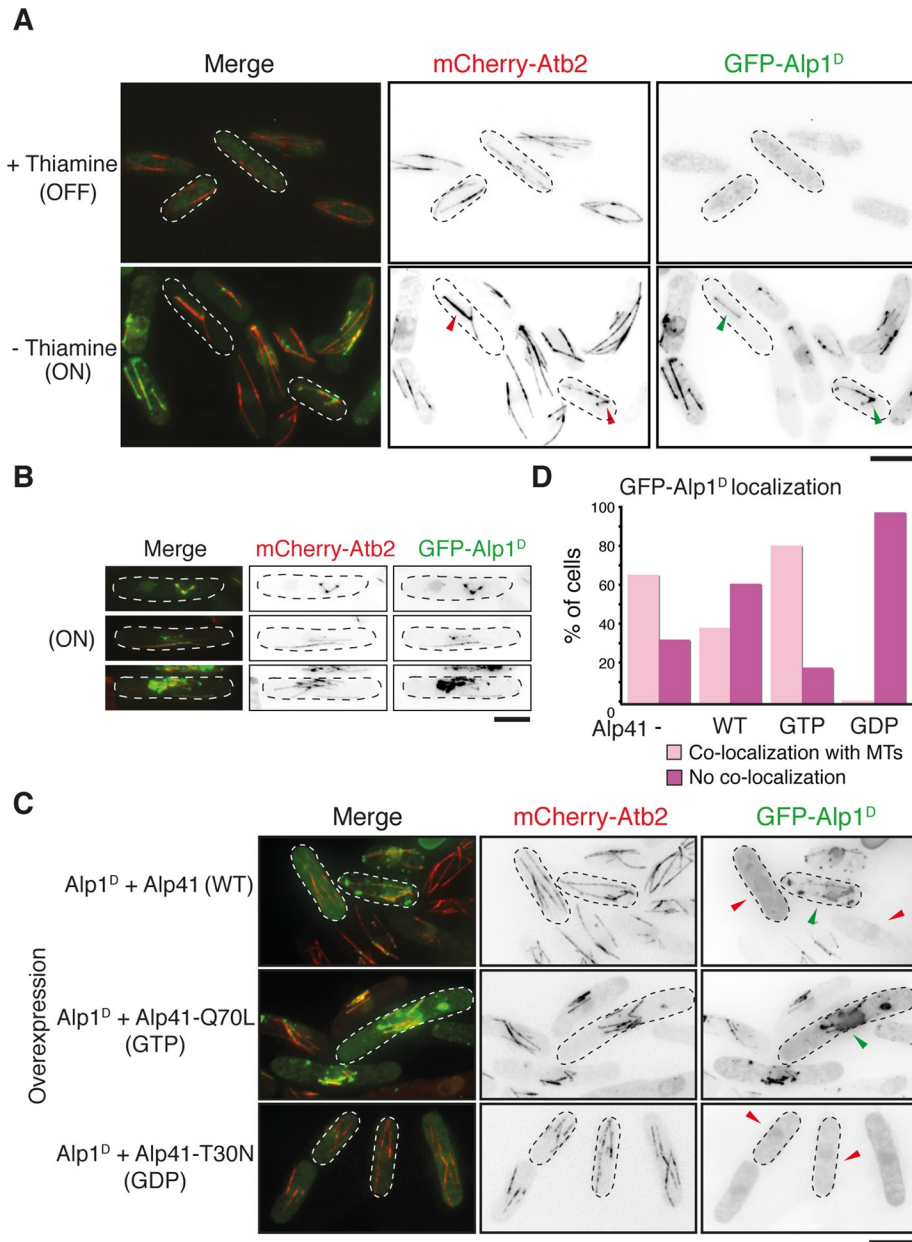 A
Merge mCherry-Atb2 GFP-Alp1ᴰ
+ Thiamine
(OFF)
- Thiamine
(ON)
B
Merge mCherry-Atb2 GFP-Alp1ᴰ
(ON)
D
GFP-Alp1ᴰ localization
% of cells
100
80
60
40
20
0
Alp41 - WT GTP GDP
Co-localization with MTs
No co-localization
C
Merge mCherry-Atb2 GFP-Alp1ᴰ
Overexpression
Alp1ᴰ + Alp41 (WT)
Alp1ᴰ + Alp41-Q70L
(GTP)
Alp1ᴰ + Alp41-T30N
(GDP)